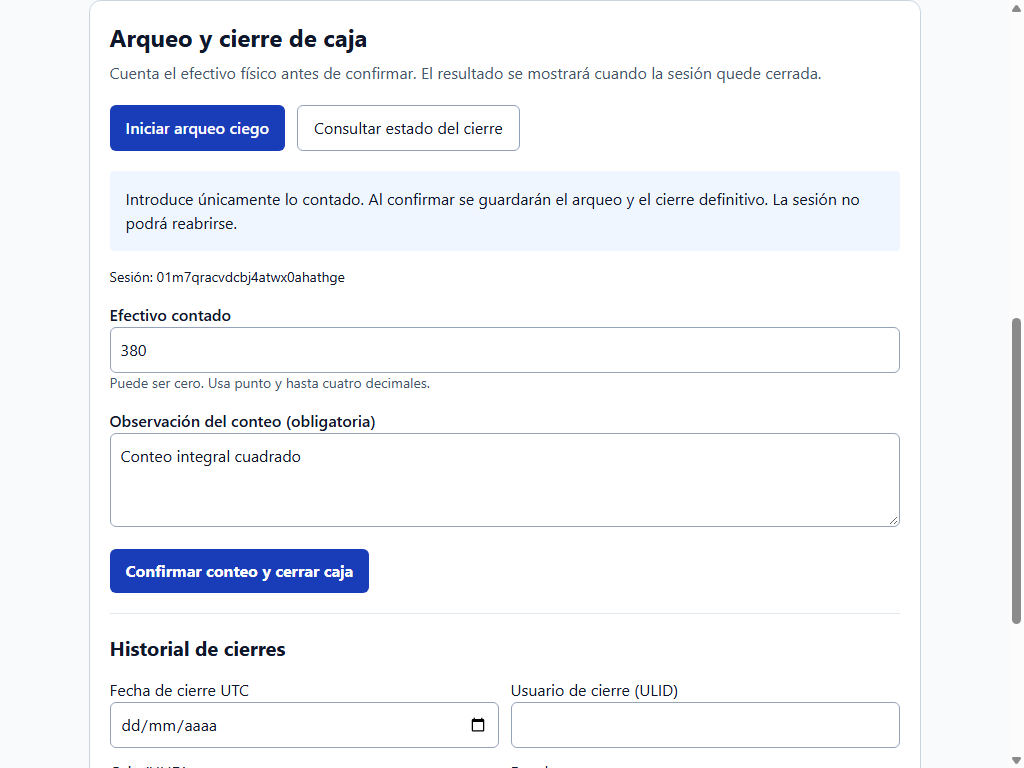 Arqueo y cierre de caja
Cuenta el efectivo físico antes de confirmar. El resultado se mostrará cuando la sesión quede cerrada.
Iniciar arqueo ciego
Consultar estado del cierre
Introduce únicamente lo contado. Al confirmar se guardarán el arqueo y el cierre definitivo. La sesión no
podrá reabrirse.
Sesión: 01m7qracvdcbj4atwx0ahathge
Efectivo contado
380
Puede ser cero. Usa punto y hasta cuatro decimales.
Observación del conteo (obligatoria)
Conteo integral cuadrado
Confirmar conteo y cerrar caja
Historial de cierres
Fecha de cierre UTC
Usuario de cierre (ULID)
dd/mm/aaaa